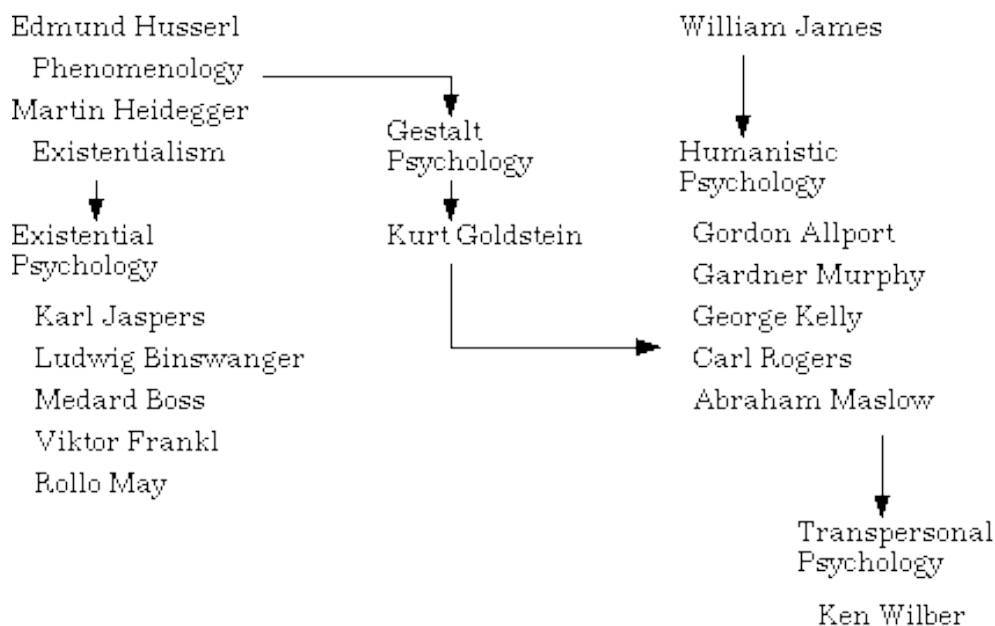 Edmund Husserl
Phenomenology
Martin Heidegger
Existentialism
Existential
Psychology
Karl Jaspers
Ludwig Binswanger
Medard Boss
Viktor Frankl
Rollo May
Gestalt
Psychology
Kurt Goldstein
William James
Humanistic
Psychology
Gordon Allport
Gardner Murphy
George Kelly
Carl Rogers
Abraham Maslow
Transpersonal
Psychology
Ken Wilber